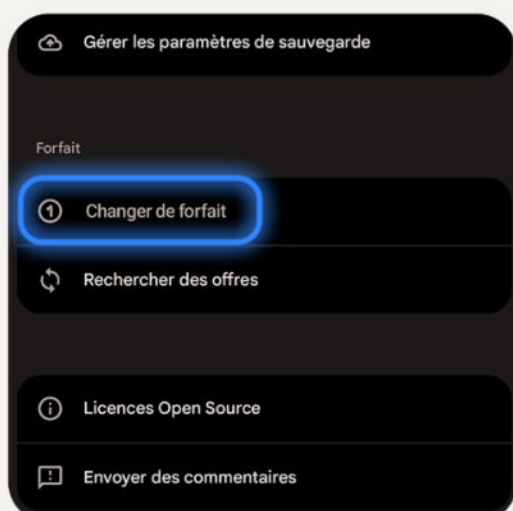 Gérer les paramètres de sauvegarde
Forfait
Changer de forfait
Rechercher des offres
Licences Open Source
Envoyer des commentaires